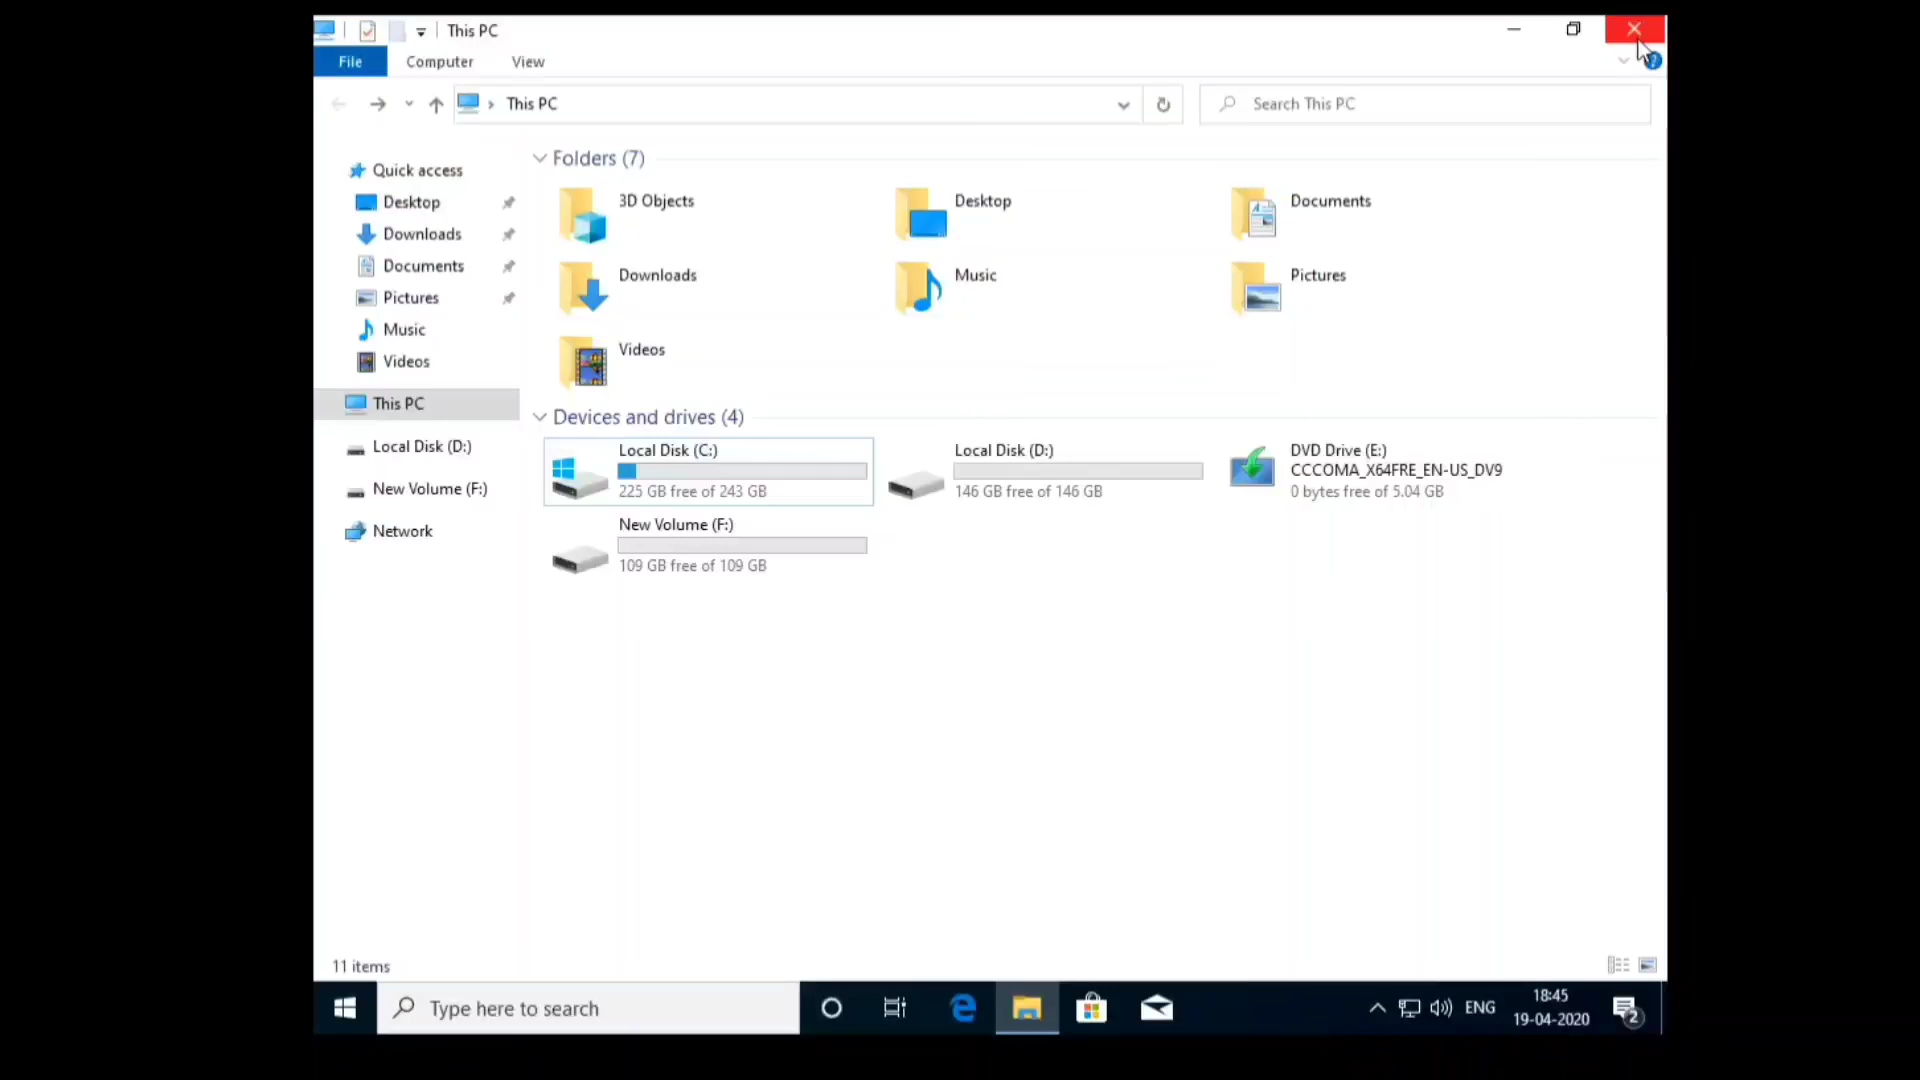 This PC
File Computer View
This PC
Search This PC
Quick access
Desktop
Downloads
Documents
Pictures
Music
Videos
This PC
Local Disk (D:)
New Volume (F:)
Network
Folders (7)
3D Objects
Desktop
Documents
Downloads
Music
Pictures
Videos
Devices and drives (4)
Local Disk (C:)
225 GB free of 243 GB
Local Disk (D:)
146 GB free of 146 GB
DVD Drive (E:)
CCCOMA_X64FRE_EN-US_DV9
0 bytes free of 5.04 GB
New Volume (F:)
109 GB free of 109 GB
11 items
Type here to search
ENG
18:45
19-04-2020
2